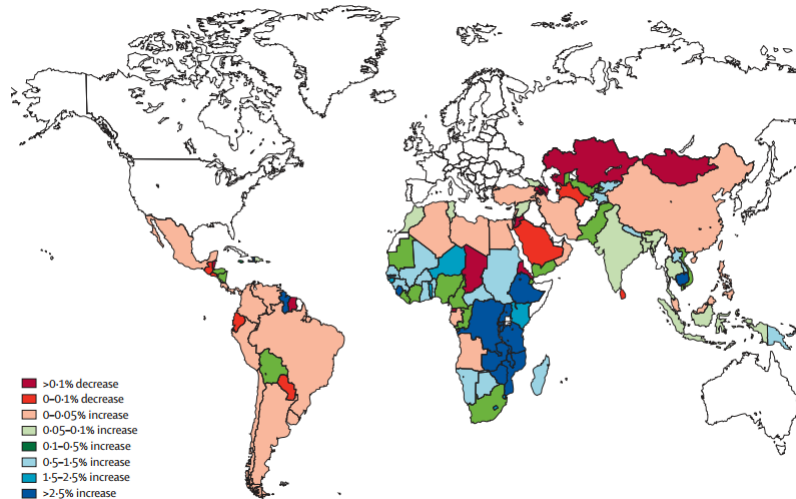 >0·1% decrease
0–0·1% decrease
0–0·05% increase
0·05–0·1% increase
0·1–0·5% increase
0·5–1·5% increase
1·5–2·5% increase
>2·5% increase